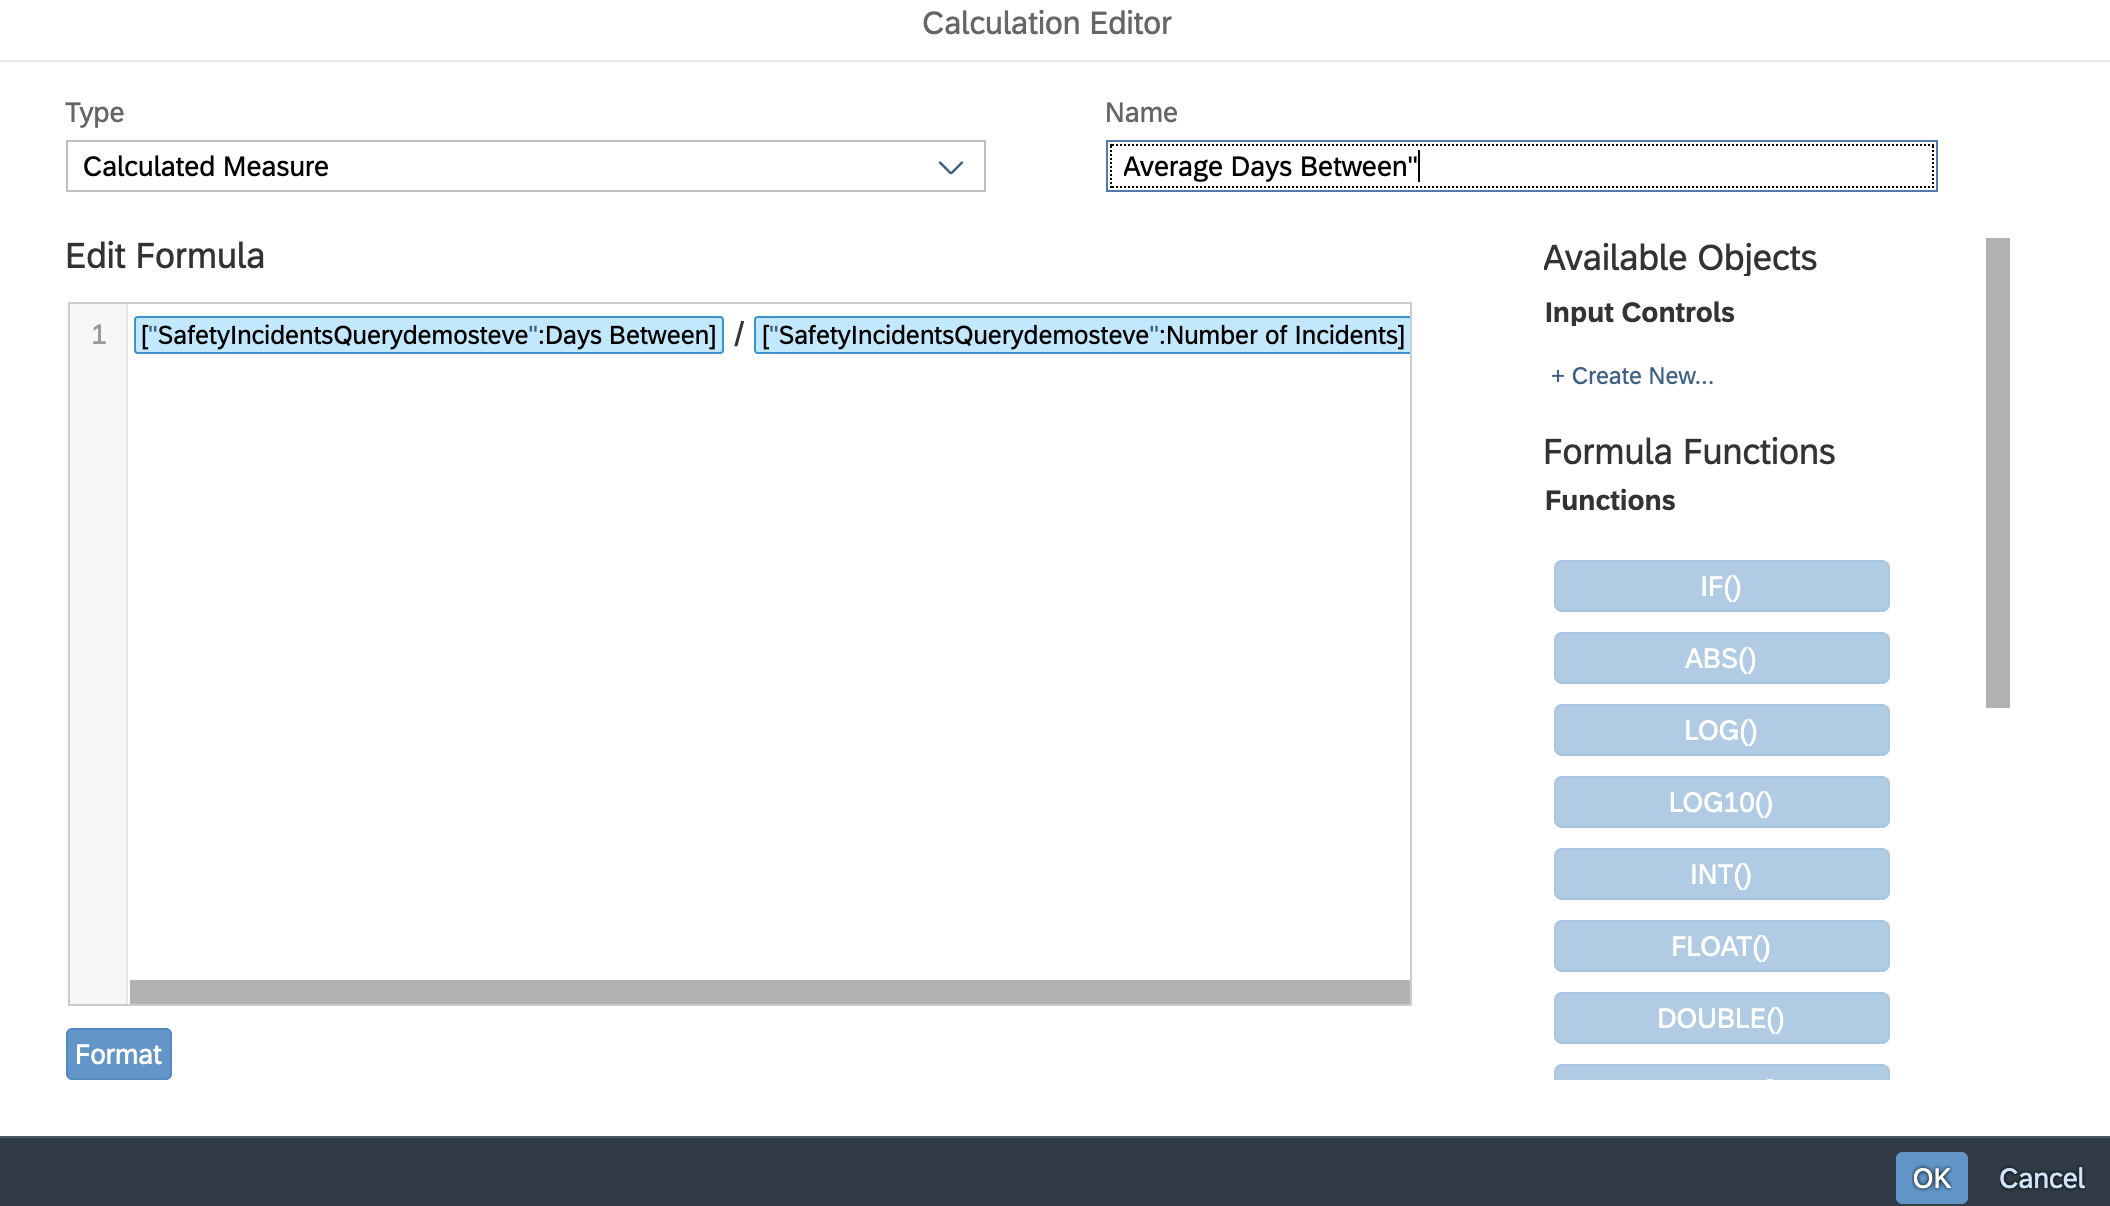 Calculation Editor
Type
Name
Calculated Measure
Average Days Between"
Edit Formula
1 ["SafetyIncidentsQuerydemosteve":Days Between] / ["SafetyIncidentsQuerydemosteve":Number of Incidents]
Format
Available Objects
Input Controls
+ Create New...
Formula Functions
Functions
IF()
ABS()
LOG()
LOG10()
INT()
FLOAT()
DOUBLE()
OK
Cancel